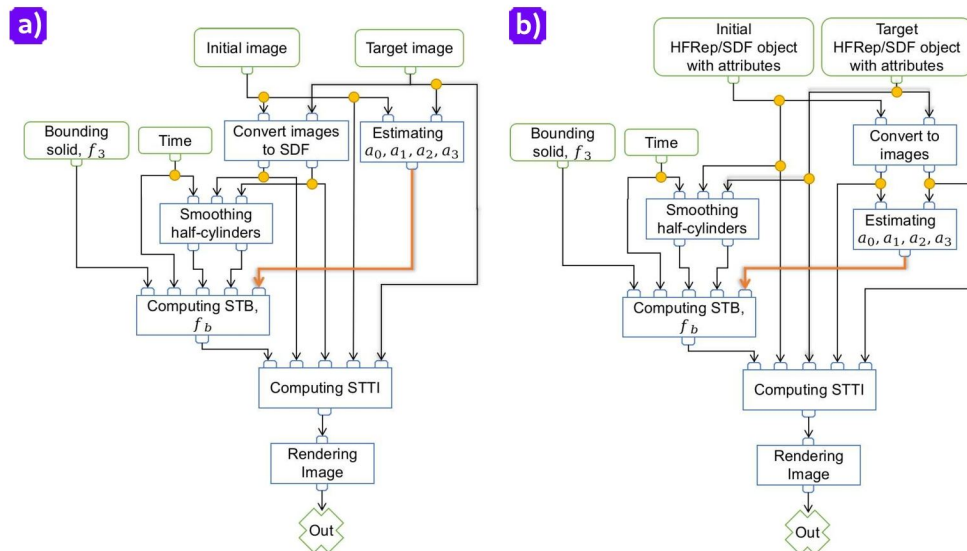 a)
Initial image
Target image
Bounding
solid, f₃
Time
Convert images
to SDF
Estimating
a₀, a₁, a₂, a₃
Smoothing
half-cylinders
Computing STB,
f_b
Computing STTI
Rendering
Image
Out
b)
Initial
HFRep/SDF object
with attributes
Target
HFRep/SDF object
with attributes
Bounding
solid, f₃
Time
Convert to
images
Smoothing
half-cylinders
Estimating
a₀, a₁, a₂, a₃
Computing STB,
f_b
Computing STTI
Rendering
Image
Out